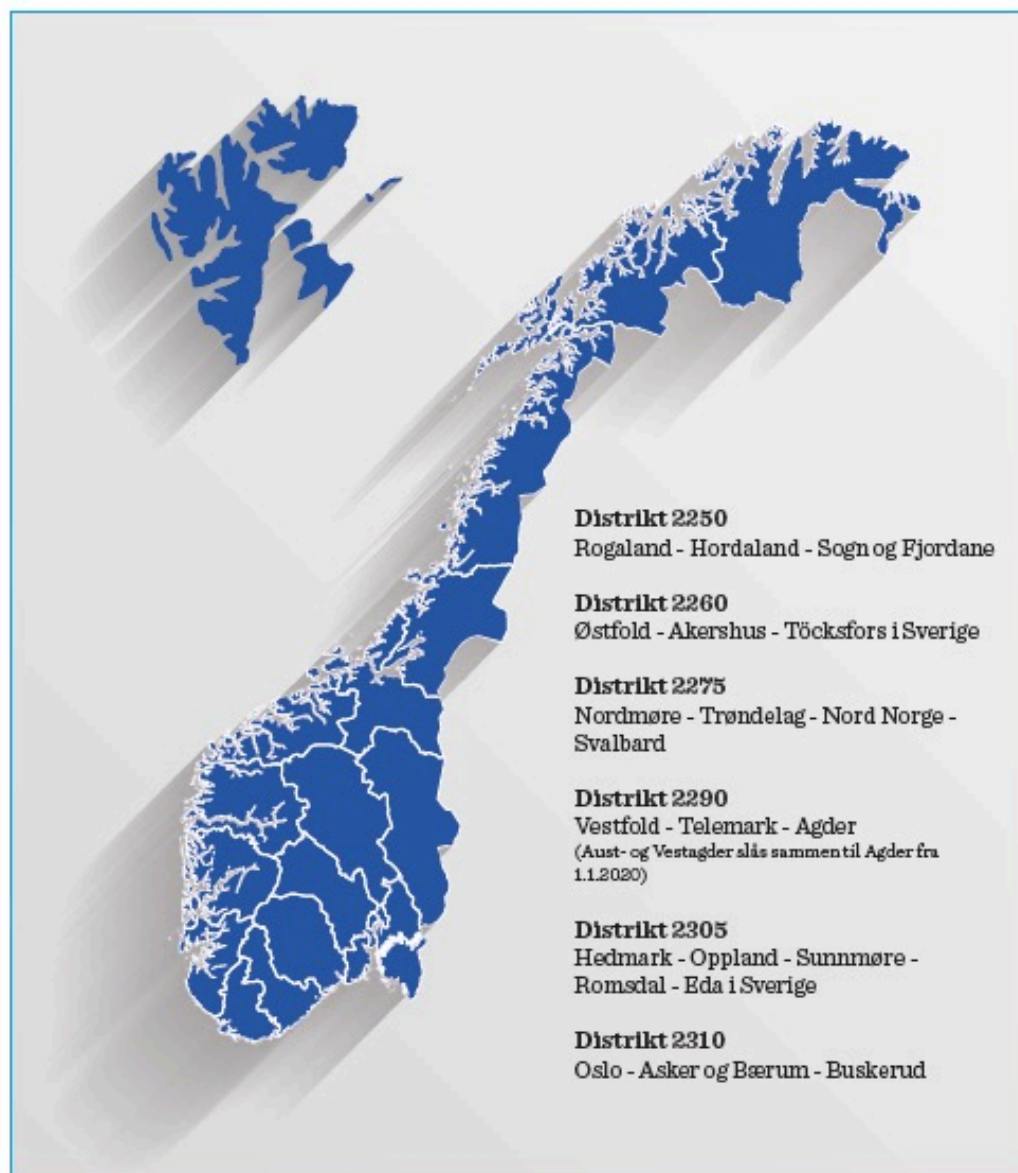 Distrikt 2250
Rogaland - Hordaland - Sogn og Fjordane
Distrikt 2260
Østfold - Akershus - Töcksfors i Sverige
Distrikt 2275
Nordmøre - Trøndelag - Nord Norge -
Svalbard
Distrikt 2290
Vestfold - Telemark - Agder
(Aust- og Vestagder slås sammen til Agder fra
1.1.2020)
Distrikt 2305
Hedmark - Oppland - Sunnmøre -
Romsdal - Eda i Sverige
Distrikt 2310
Oslo - Asker og Bærum - Buskerud